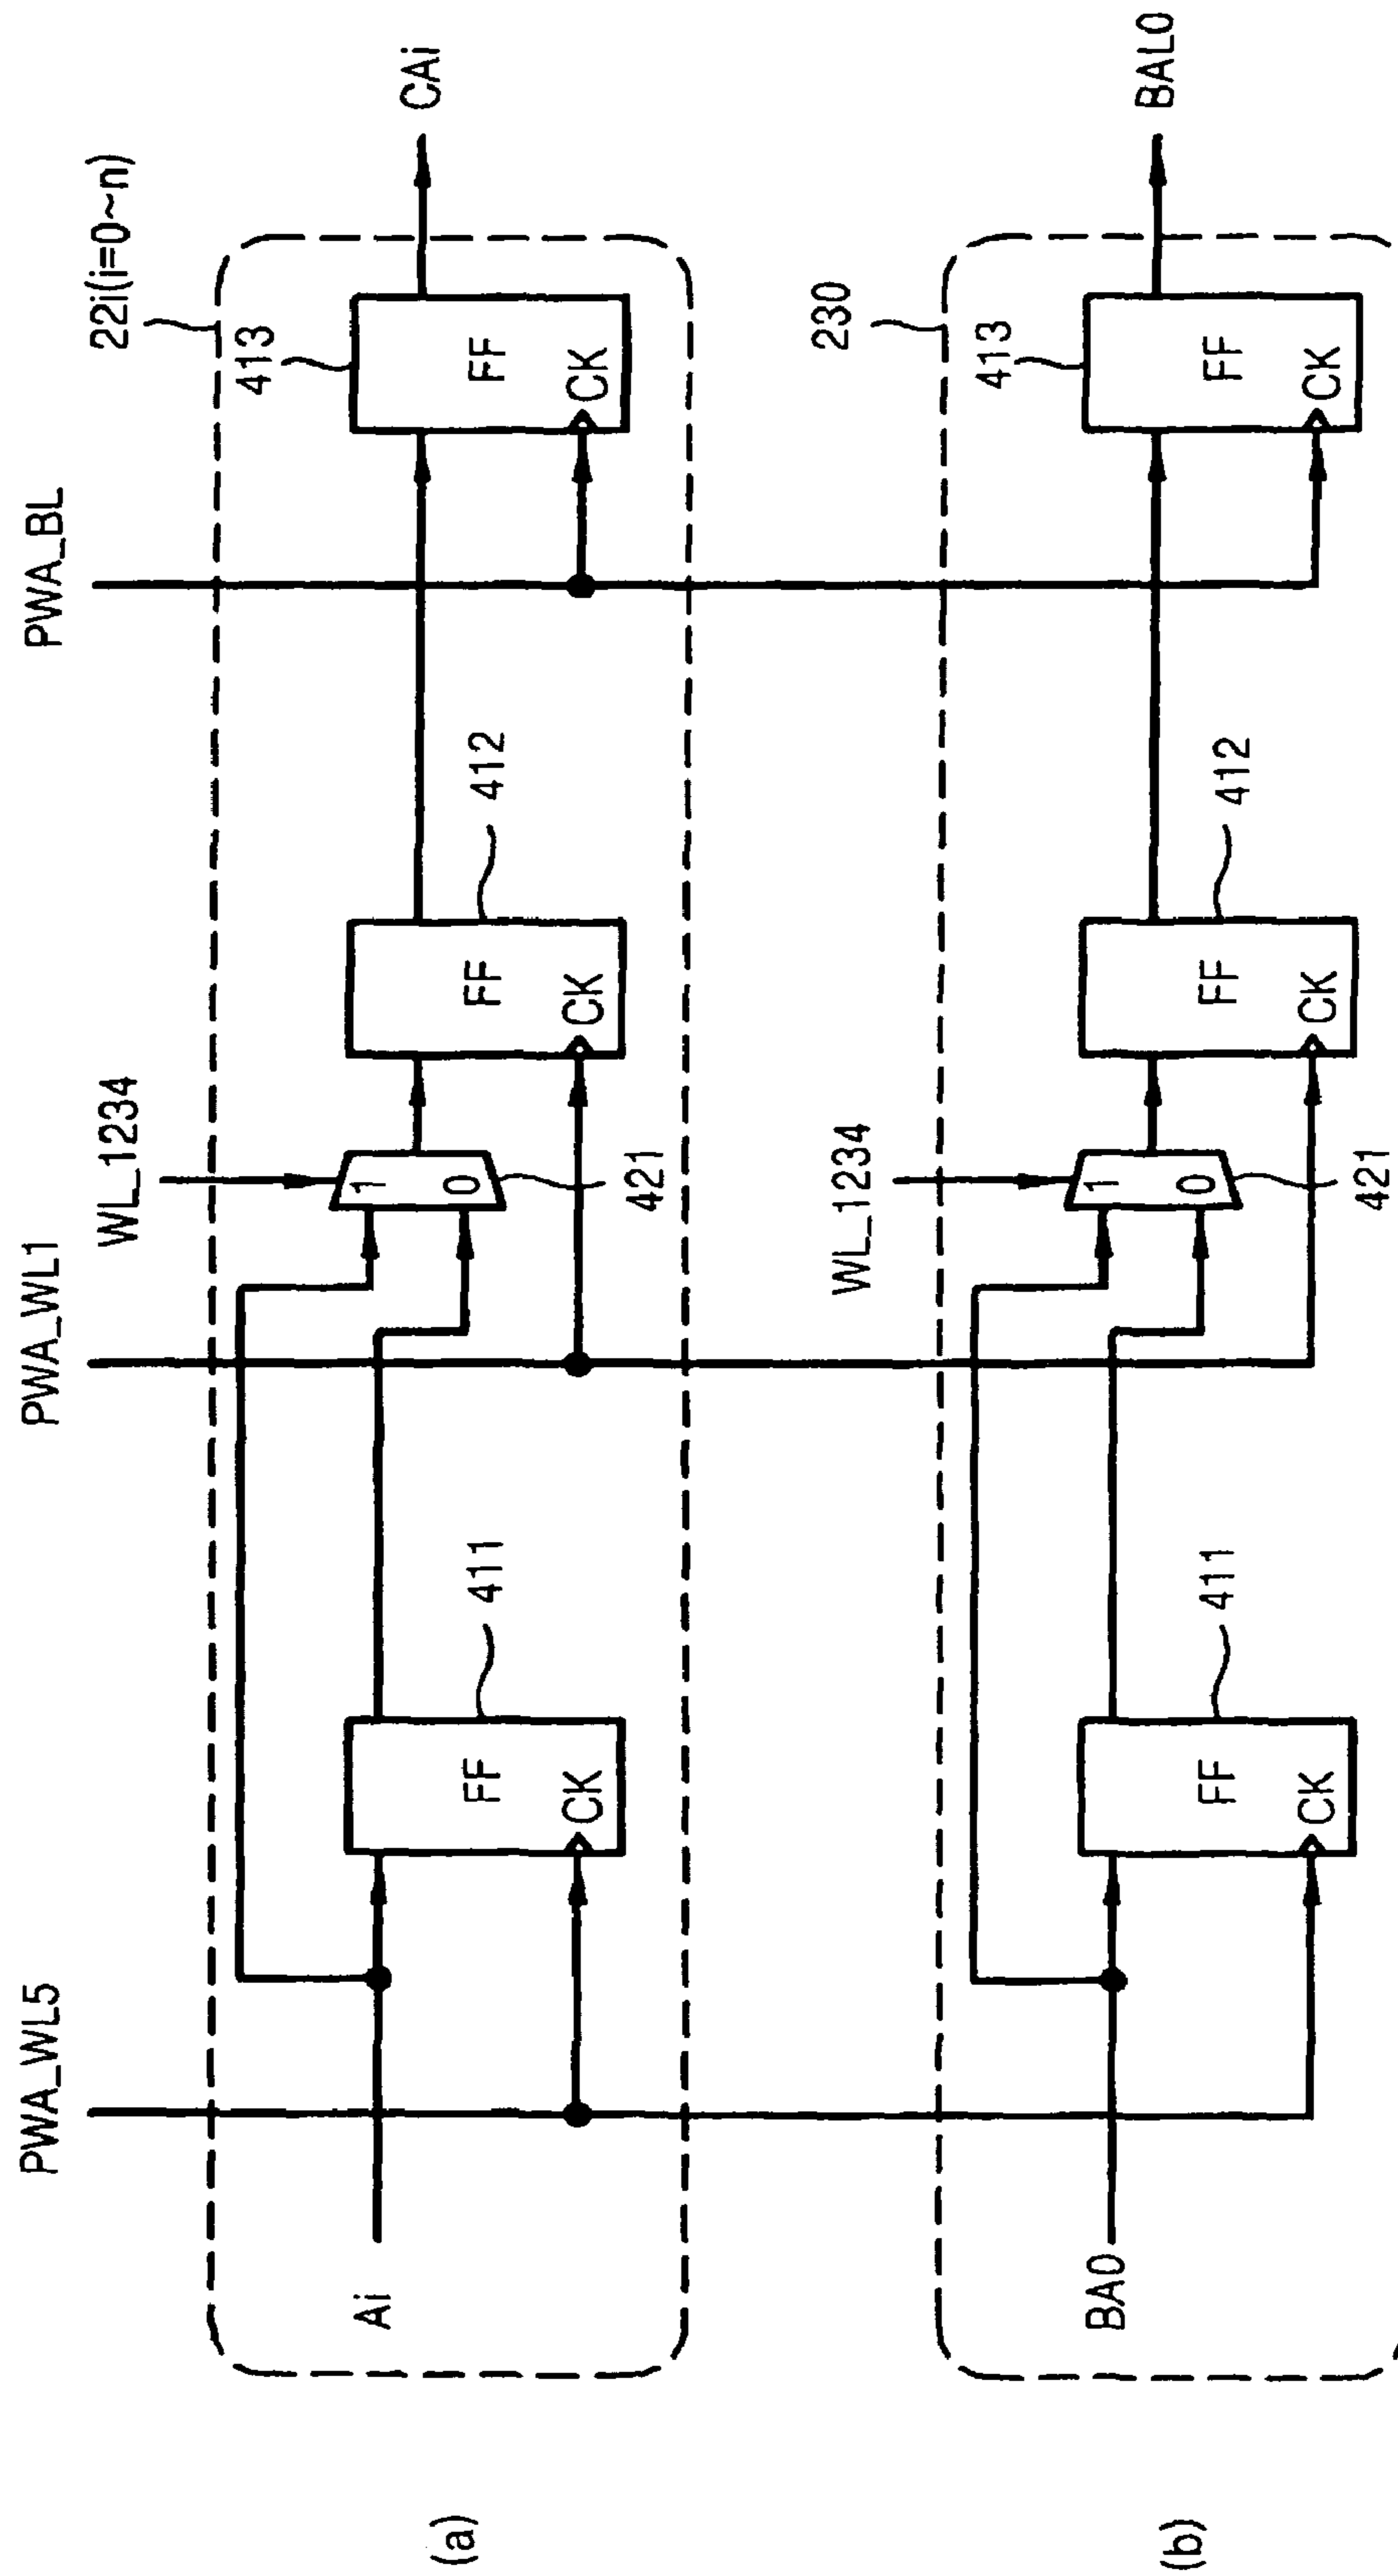 PWA_WL5
PWA_WL1
PWA_BL
(a)
22i(i=0~n)
WL_1234
Ai
FF
CK
411
1
0
421
FF
CK
412
FF
CK
413
CAi
(b)
230
WL_1234
BA0
FF
CK
411
1
0
421
FF
CK
412
FF
CK
413
BAL0